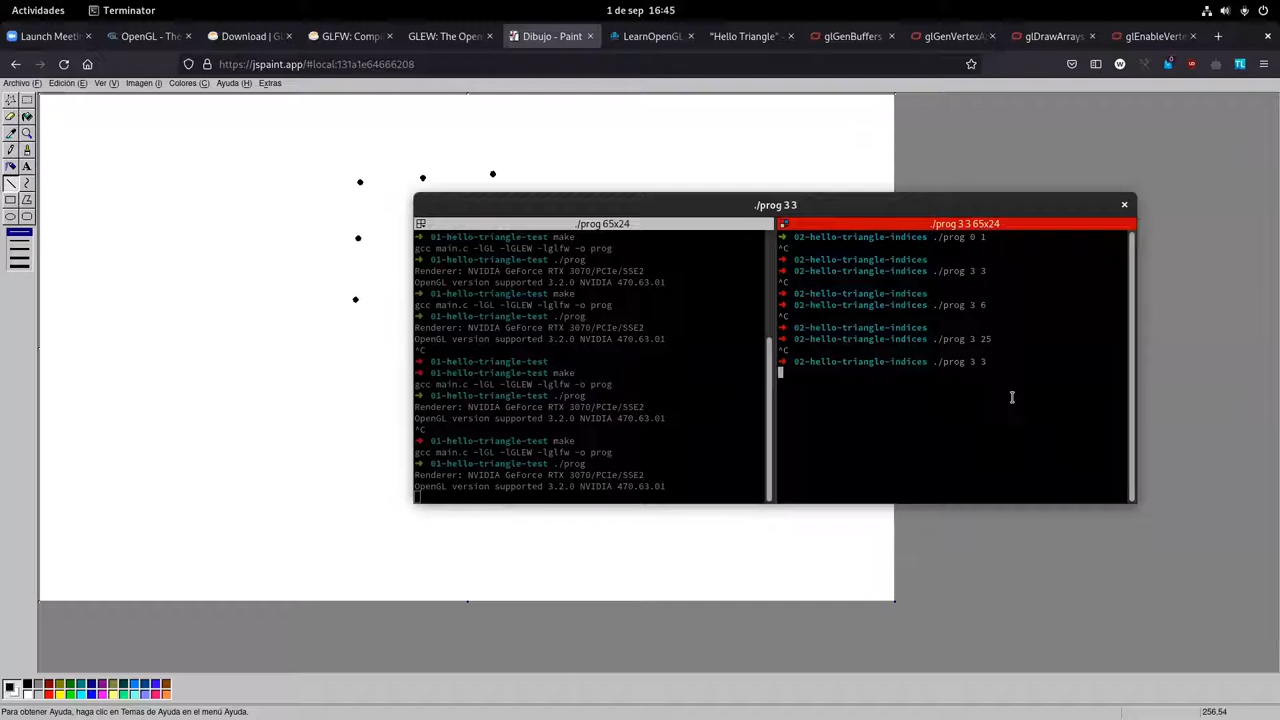 Actividades
Terminator
1 de sep 16:45
Launch Meeti
OpenGL - The
Download | G
GLFW: Compi
GLEW: The Open
Dibujo - Paint
LearnOpenGL
"Hello Triangle"
glGenBuffers
glGenVertexA
glDrawArrays
glEnableVerte
https://jspaint.app/#local:131a1e64666208
Archivo (F) Edición (E) Ver (V) Imagen (I) Colores (C) Ayuda (H) Extras
./prog 3 3
./prog 65x24
01-hello-triangle-test make
gcc main.c -lGL -lGLEW -lglfw -o prog
01-hello-triangle-test ./prog
Renderer: NVIDIA GeForce RTX 3070/PCIe/SSE2
OpenGL version supported 3.2.0 NVIDIA 470.63.01
01-hello-triangle-test make
gcc main.c -lGL -lGLEW -lglfw -o prog
01-hello-triangle-test ./prog
Renderer: NVIDIA GeForce RTX 3070/PCIe/SSE2
OpenGL version supported 3.2.0 NVIDIA 470.63.01
^C
01-hello-triangle-test
01-hello-triangle-test make
gcc main.c -lGL -lGLEW -lglfw -o prog
01-hello-triangle-test ./prog
Renderer: NVIDIA GeForce RTX 3070/PCIe/SSE2
OpenGL version supported 3.2.0 NVIDIA 470.63.01
^C
01-hello-triangle-test make
gcc main.c -lGL -lGLEW -lglfw -o prog
01-hello-triangle-test ./prog
Renderer: NVIDIA GeForce RTX 3070/PCIe/SSE2
OpenGL version supported 3.2.0 NVIDIA 470.63.01
./prog 3 3 65x24
02-hello-triangle-indices ./prog 0 1
^C
02-hello-triangle-indices
02-hello-triangle-indices ./prog 3 3
^C
02-hello-triangle-indices
02-hello-triangle-indices ./prog 3 6
^C
02-hello-triangle-indices
02-hello-triangle-indices ./prog 3 25
^C
02-hello-triangle-indices ./prog 3 3
Para obtener Ayuda, haga clic en Temas de Ayuda en el menú Ayuda.
256,54